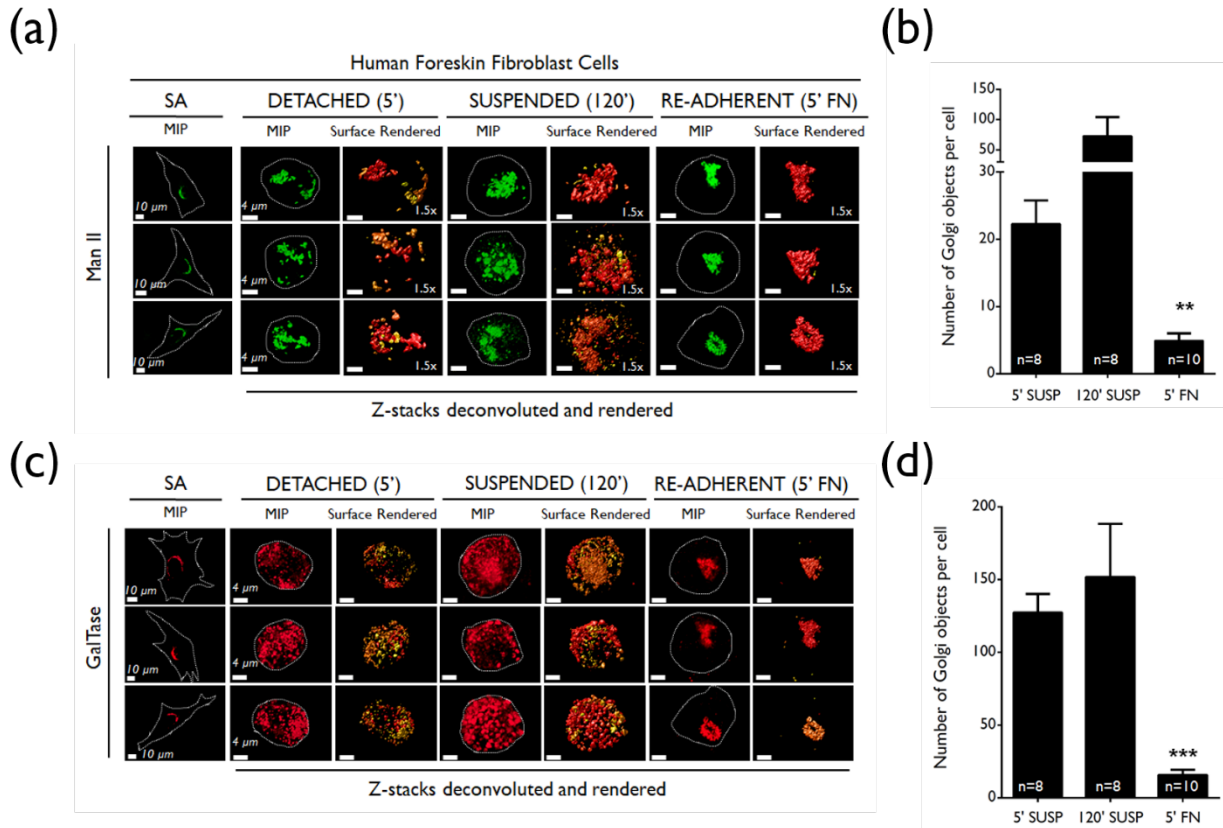 (a)
Human Foreskin Fibroblast Cells
SA DETACHED (5') SUSPENDED (120') RE-ADHERENT (5' FN)
MIP MIP Surface Rendered MIP Surface Rendered MIP Surface Rendered
Man II
10 µm 4 µm 1.5x 1.5x 1.5x
10 µm 4 µm 1.5x 1.5x 1.5x
10 µm 4 µm 1.5x 1.5x 1.5x
Z-stacks deconvoluted and rendered
(b)
Number of Golgi objects per cell
150
100
50
30
20
10
0
**
n=8 n=8 n=10
5' SUSP 120' SUSP 5' FN
(c)
SA DETACHED (5') SUSPENDED (120') RE-ADHERENT (5' FN)
MIP MIP Surface Rendered MIP Surface Rendered MIP Surface Rendered
GalTase
10 µm 4 µm
10 µm 4 µm
10 µm 4 µm
Z-stacks deconvoluted and rendered
(d)
Number of Golgi objects per cell
200
150
100
50
0
***
n=8 n=8 n=10
5' SUSP 120' SUSP 5' FN